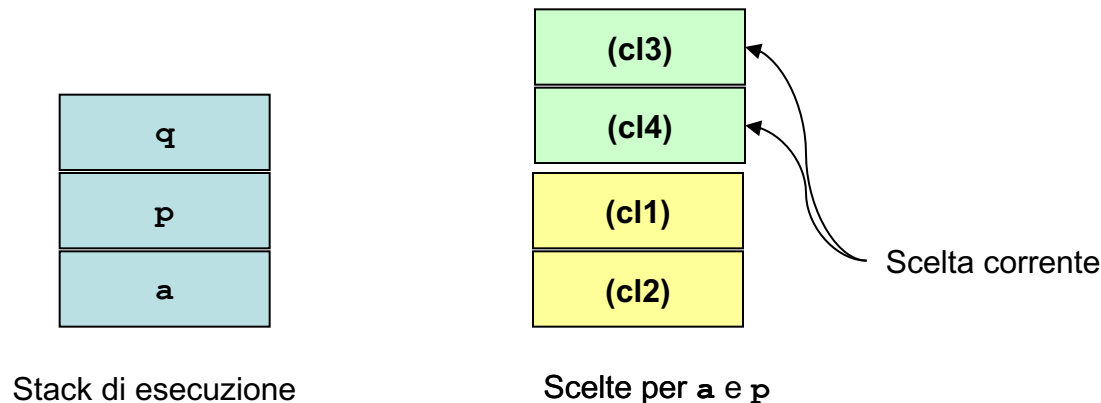 q
p
a
Stack di esecuzione
(cl3)
(cl4)
(cl1)
(cl2)
Scelte per a e p
Scelta corrente